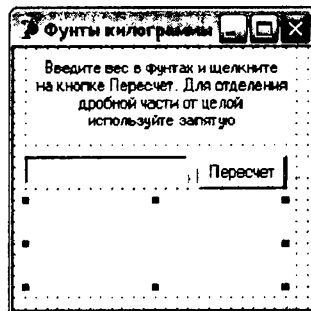 Фунты килограммы
Введите вес в фунтах и щелкните
на кнопке Пересчет. Для отделения
дробной части от целой
используйте запятую
Пересчет